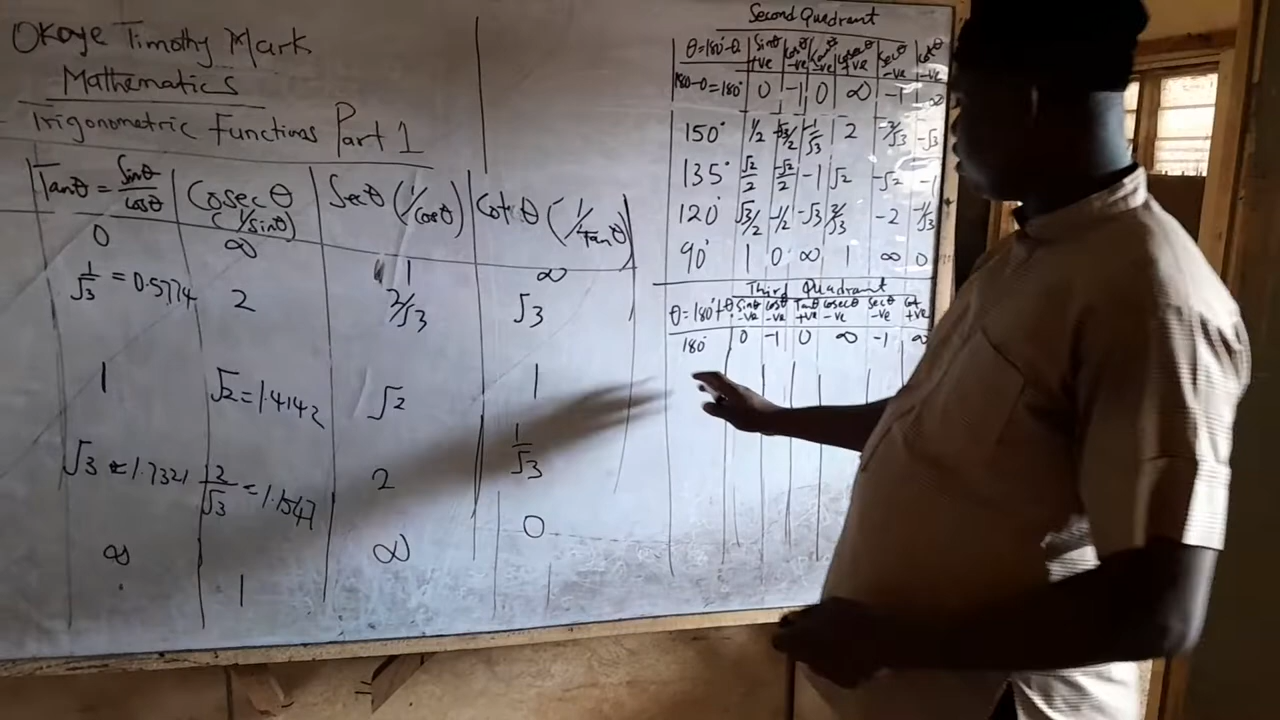 Okoye Timothy Mark
Mathematics
Trigonometric Functions Part 1
Tanθ = Sinθ/cosθ Cosec θ (1/sinθ) Sec θ (1/cosθ) Cot θ (1/Tanθ)
0 ∞ 1 ∞
1/√3 = 0.5774 2 2/√3 √3
1 √2 = 1.4142 √2 1
√3 = 1.7321 2/√3 = 1.1547 2 1/√3
∞ 1 ∞ 0
Second Quadrant
θ=180°-θ Sinθ +ve Cosθ -ve Tanθ -ve Cosecθ +ve Secθ -ve Cotθ -ve
180-0=180° 0 -1 0 ∞ -1 ∞
150° 1/2 -√3/2 -1/√3 2 -2/√3 -√3
135° √2/2 -√2/2 -1 √2 -√2 -1
120° √3/2 -1/2 -√3 2/√3 -2 -1/√3
90° 1 0 ∞ 1 ∞ 0
Third Quadrant
θ=180°+θ Sinθ -ve Cosθ -ve Tanθ +ve Cosecθ -ve Secθ -ve Cot +ve
180° 0 -1 0 ∞ -1 ∞